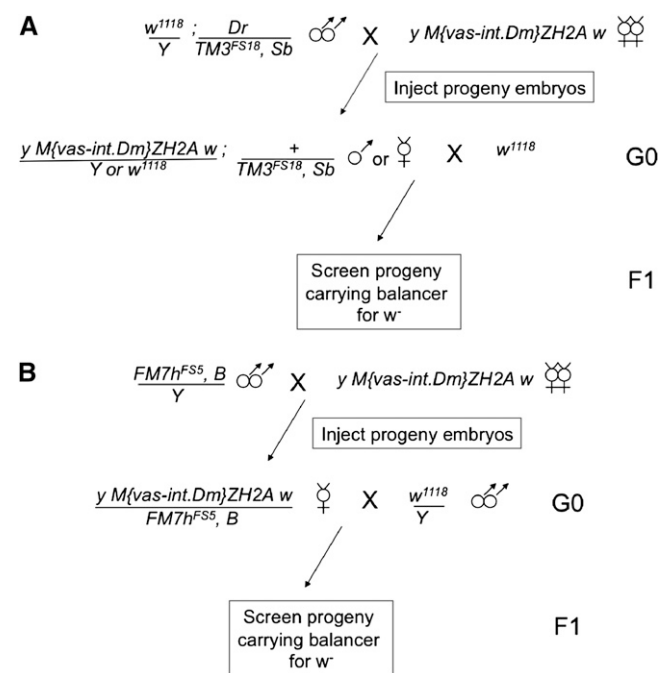 A
w1118 ; Dr X y M{vas-int.Dm}ZH2A w
Y TM3FS18, Sb
Inject progeny embryos
y M{vas-int.Dm}ZH2A w ; + or X w1118 G0
Y or w1118 TM3FS18, Sb
Screen progeny
carrying balancer
for w-
F1
B
FM7hFS5, B X y M{vas-int.Dm}ZH2A w
Y
Inject progeny embryos
y M{vas-int.Dm}ZH2A w X w1118 G0
FM7hFS5, B Y
Screen progeny
carrying balancer
for w-
F1